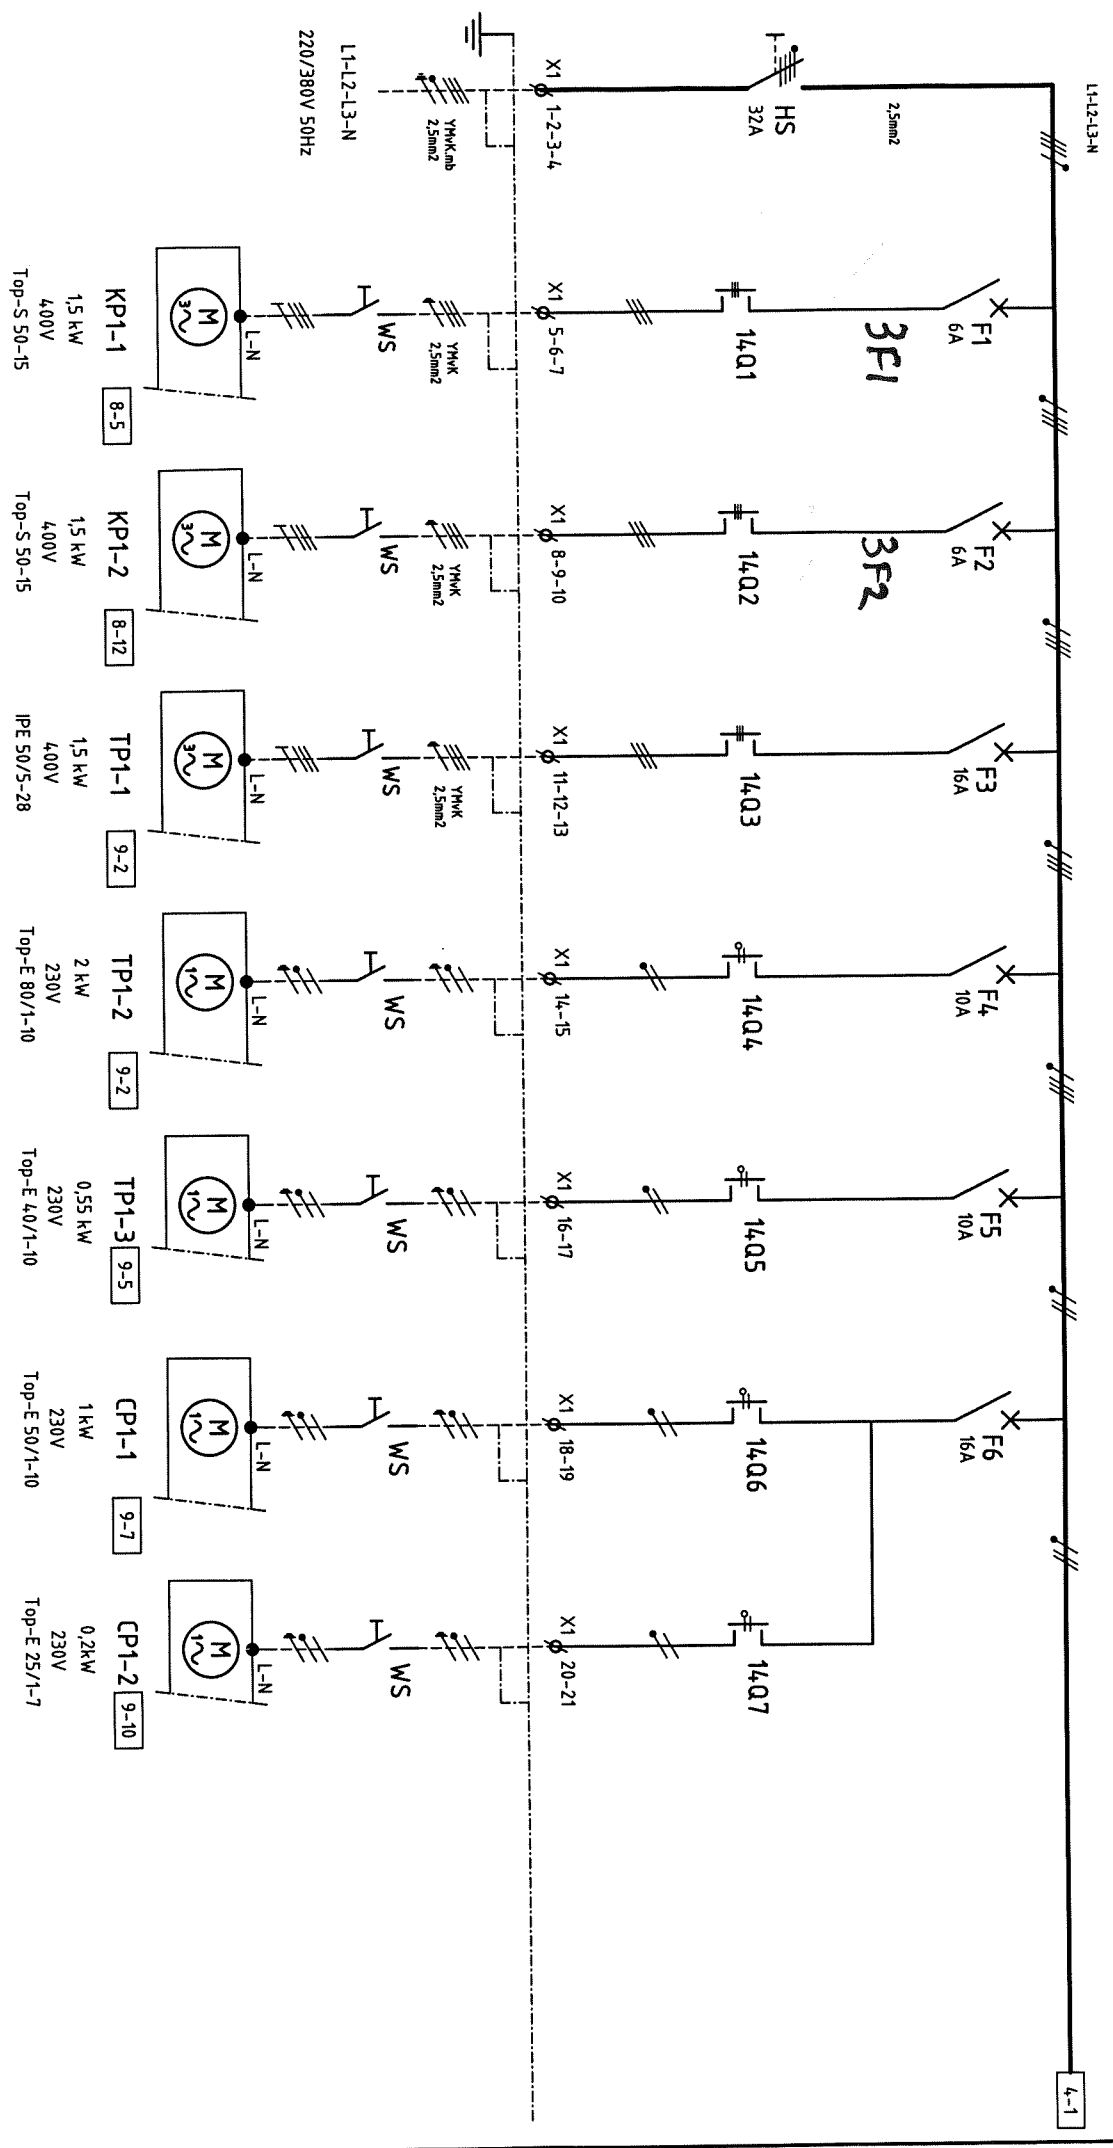 L1-L2-L3-N
2,5mm2
HS
32A
X1
1-2-3-4
YMvK.mb
2,5mm2
L1-L2-L3-N
220/380V 50Hz
F1
6A
3F1
14Q1
X1
5-6-7
YMvK
2,5mm2
WS
L-N
M
3~
KP1-1
1,5 kW
400V
Top-S 50-15
8-5
F2
6A
3F2
14Q2
X1
8-9-10
YMvK
2,5mm2
WS
L-N
M
3~
KP1-2
1,5 kW
400V
Top-S 50-15
8-12
F3
16A
14Q3
X1
11-12-13
YMvK
2,5mm2
WS
L-N
M
3~
TP1-1
1,5 kW
400V
IPE 50/5-28
9-2
F4
10A
14Q4
X1
14-15
WS
L-N
M
1~
TP1-2
2 kW
230V
Top-E 80/1-10
9-2
F5
10A
14Q5
X1
16-17
WS
L-N
M
1~
TP1-3
0,55 kW
230V
Top-E 40/1-10
9-5
F6
16A
14Q6
X1
18-19
WS
L-N
M
1~
CP1-1
1 kW
230V
Top-E 50/1-10
9-7
14Q7
X1
20-21
WS
L-N
M
1~
CP1-2
0,2kW
230V
Top-E 25/1-7
9-10
4-1